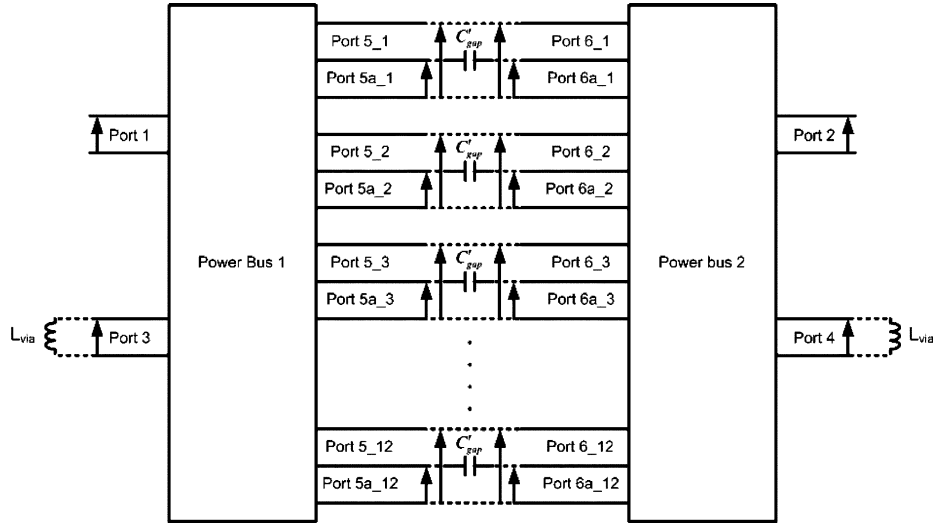 Port 5_1 C'gap Port 6_1
Port 5a_1 Port 6a_1
Port 1 Port 5_2 C'gap Port 6_2 Port 2
Port 5a_2 Port 6a_2
Power Bus 1 Port 5_3 C'gap Port 6_3 Power bus 2
Port 5a_3 Port 6a_3
Lvia Port 3 Port 4 Lvia
Port 5_12 C'gap Port 6_12
Port 5a_12 Port 6a_12